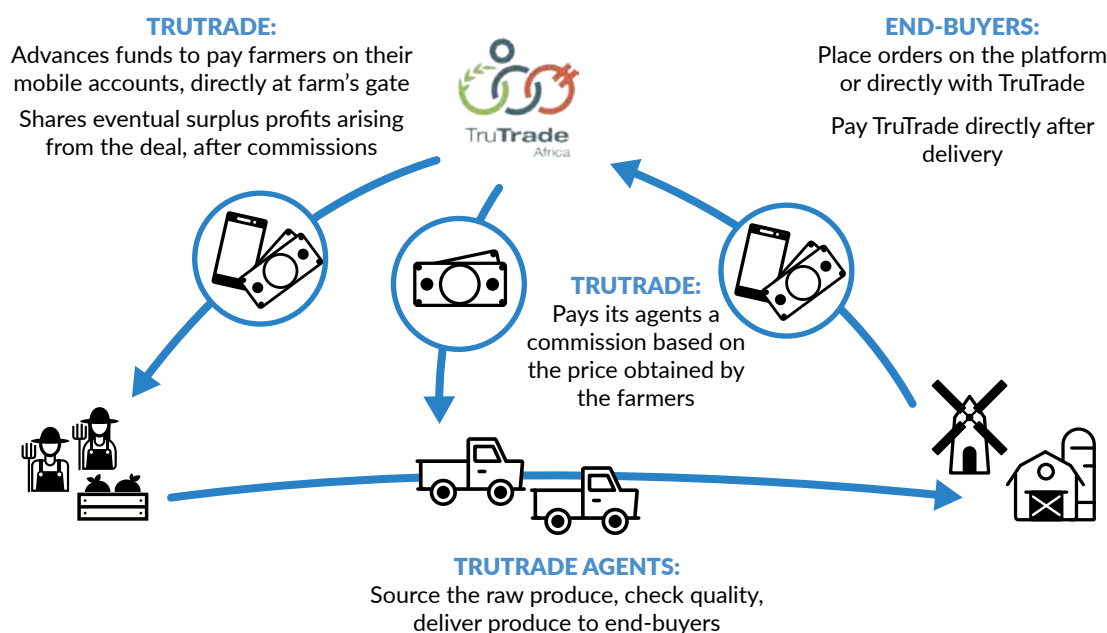 TRUTRADE:
Advances funds to pay farmers on their
mobile accounts, directly at farm’s gate
Shares eventual surplus profits arising
from the deal, after commissions
TruTrade
Africa
END-BUYERS:
Place orders on the platform
or directly with TruTrade
Pay TruTrade directly after
delivery
TRUTRADE:
Pays its agents a
commission based on
the price obtained by
the farmers
TRUTRADE AGENTS:
Source the raw produce, check quality,
deliver produce to end-buyers